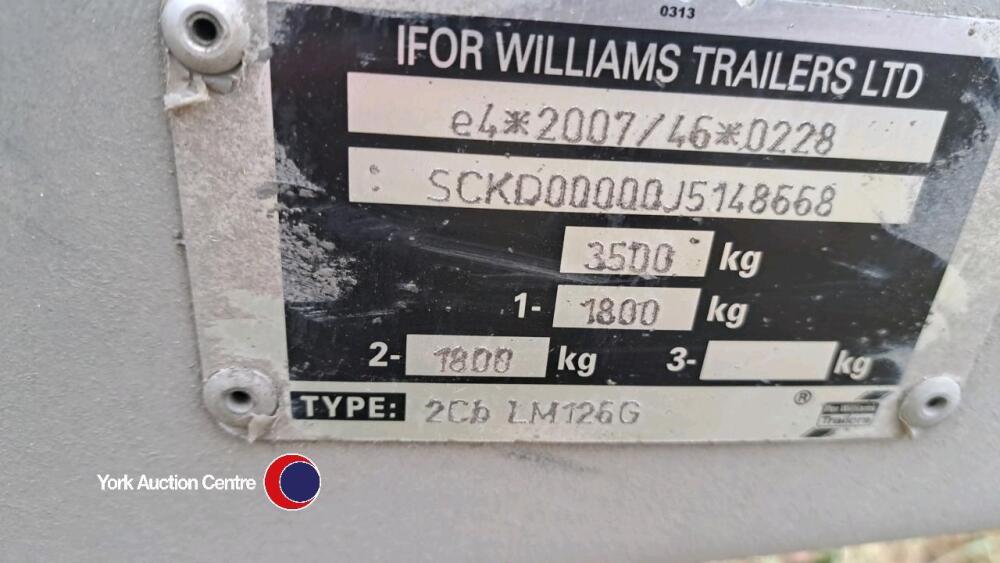 0313
IFOR WILLIAMS TRAILERS LTD
e4*2007/46*0228
: SCKD00000J5148668
3500 kg
1- 1800 kg
2- 1800 kg 3- kg
TYPE: 2Cb LM126G ®
Ifor Williams
Trailers
York Auction Centre